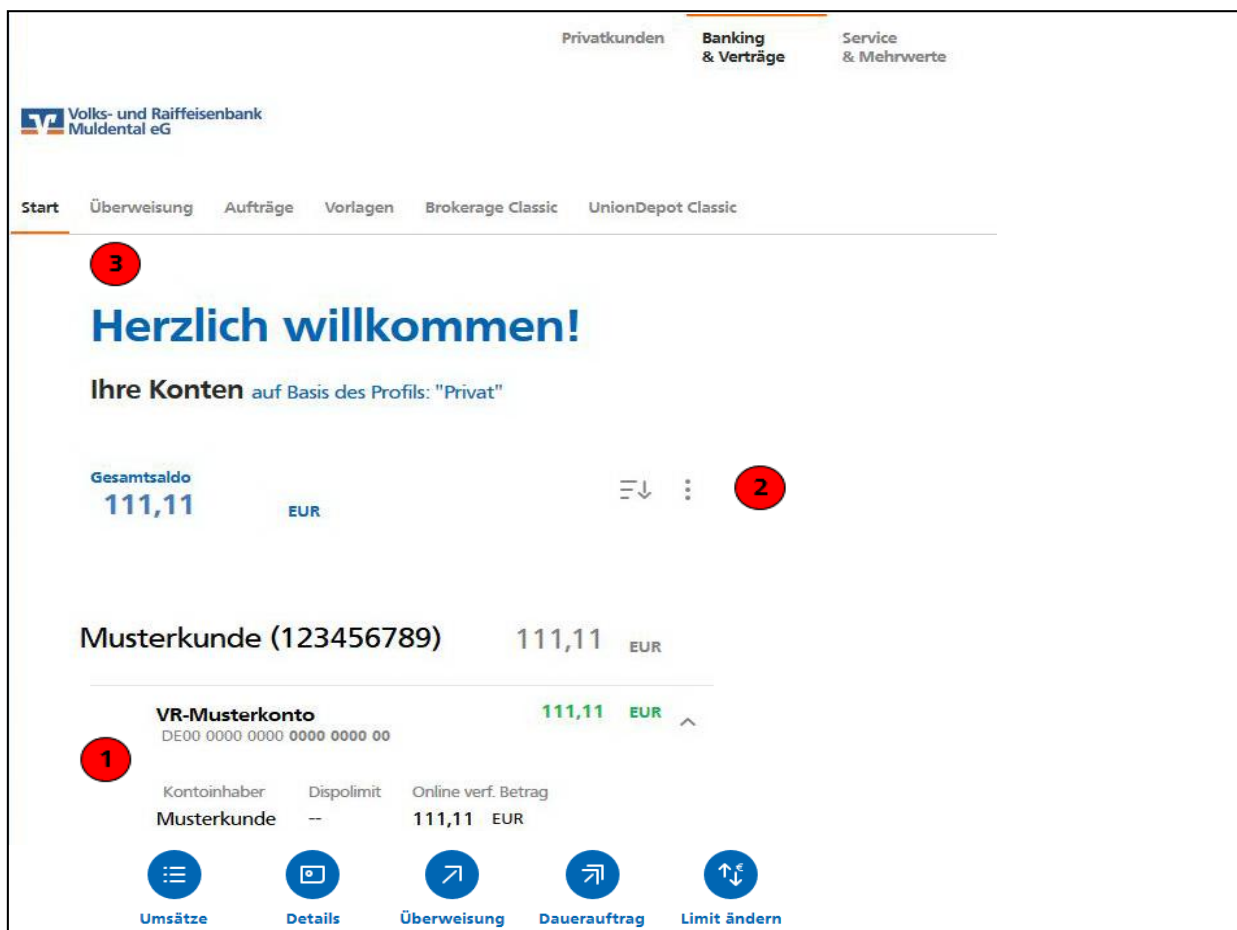 Privatkunden Banking & Verträge Service & Mehrwerte
Volks- und Raiffeisenbank
Muldental eG
Start Überweisung Aufträge Vorlagen Brokerage Classic UnionDepot Classic
3
Herzlich willkommen!
Ihre Konten auf Basis des Profils: "Privat"
Gesamtsaldo
111,11 EUR
2
Musterkunde (123456789) 111,11 EUR
VR-Musterkonto 111,11 EUR
DE00 0000 0000 0000 0000 00
1
Kontoinhaber Dispolimit Online verf. Betrag
Musterkunde -- 111,11 EUR
Umsätze Details Überweisung Dauerauftrag Limit ändern